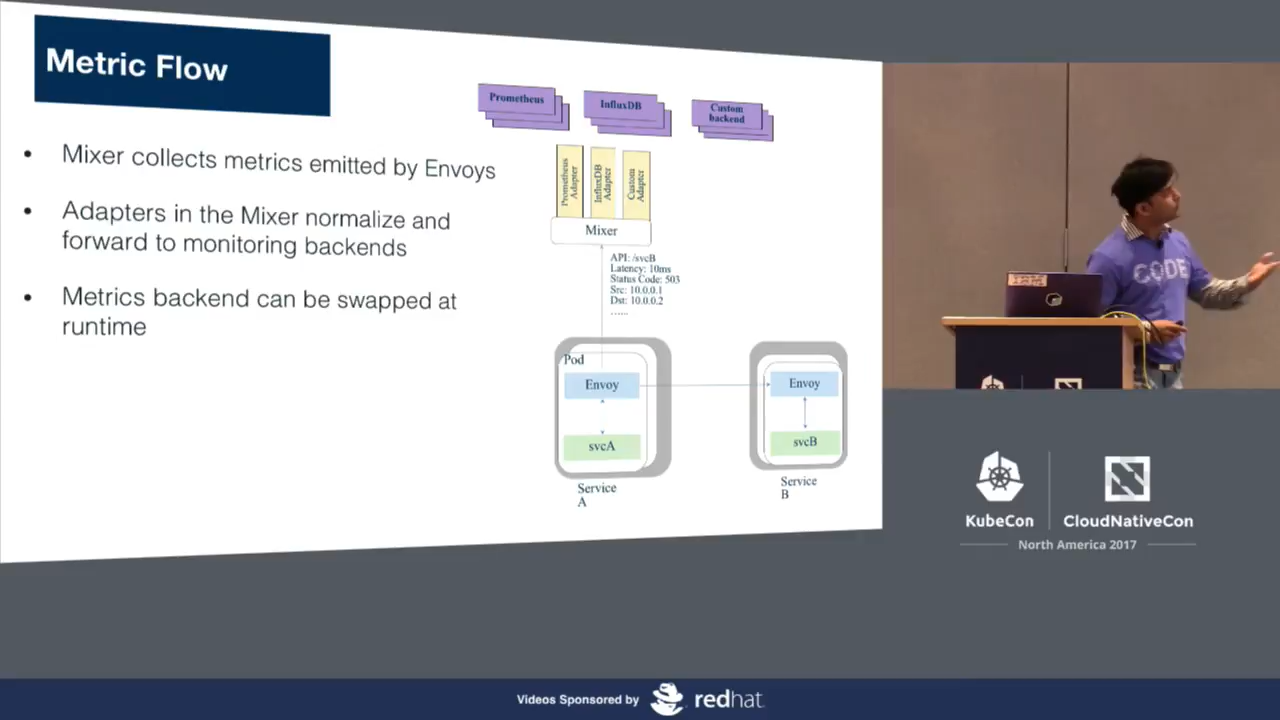 Metric Flow
• Mixer collects metrics emitted by Envoys
• Adapters in the Mixer normalize and
forward to monitoring backends
• Metrics backend can be swapped at
runtime
Prometheus
InfluxDB
Custom
backend
Prometheus
Adapter
InfluxDB
Adapter
Custom
Adapter
Mixer
API: /svcB
Latency: 10ms
Status Code: 503
Src: 10.0.0.1
Dst: 10.0.0.2
......
Pod
Envoy
svcA
Service
A
Envoy
svcB
Service
B
CODE
KubeCon
CloudNativeCon
North America 2017
Videos Sponsored by
redhat.